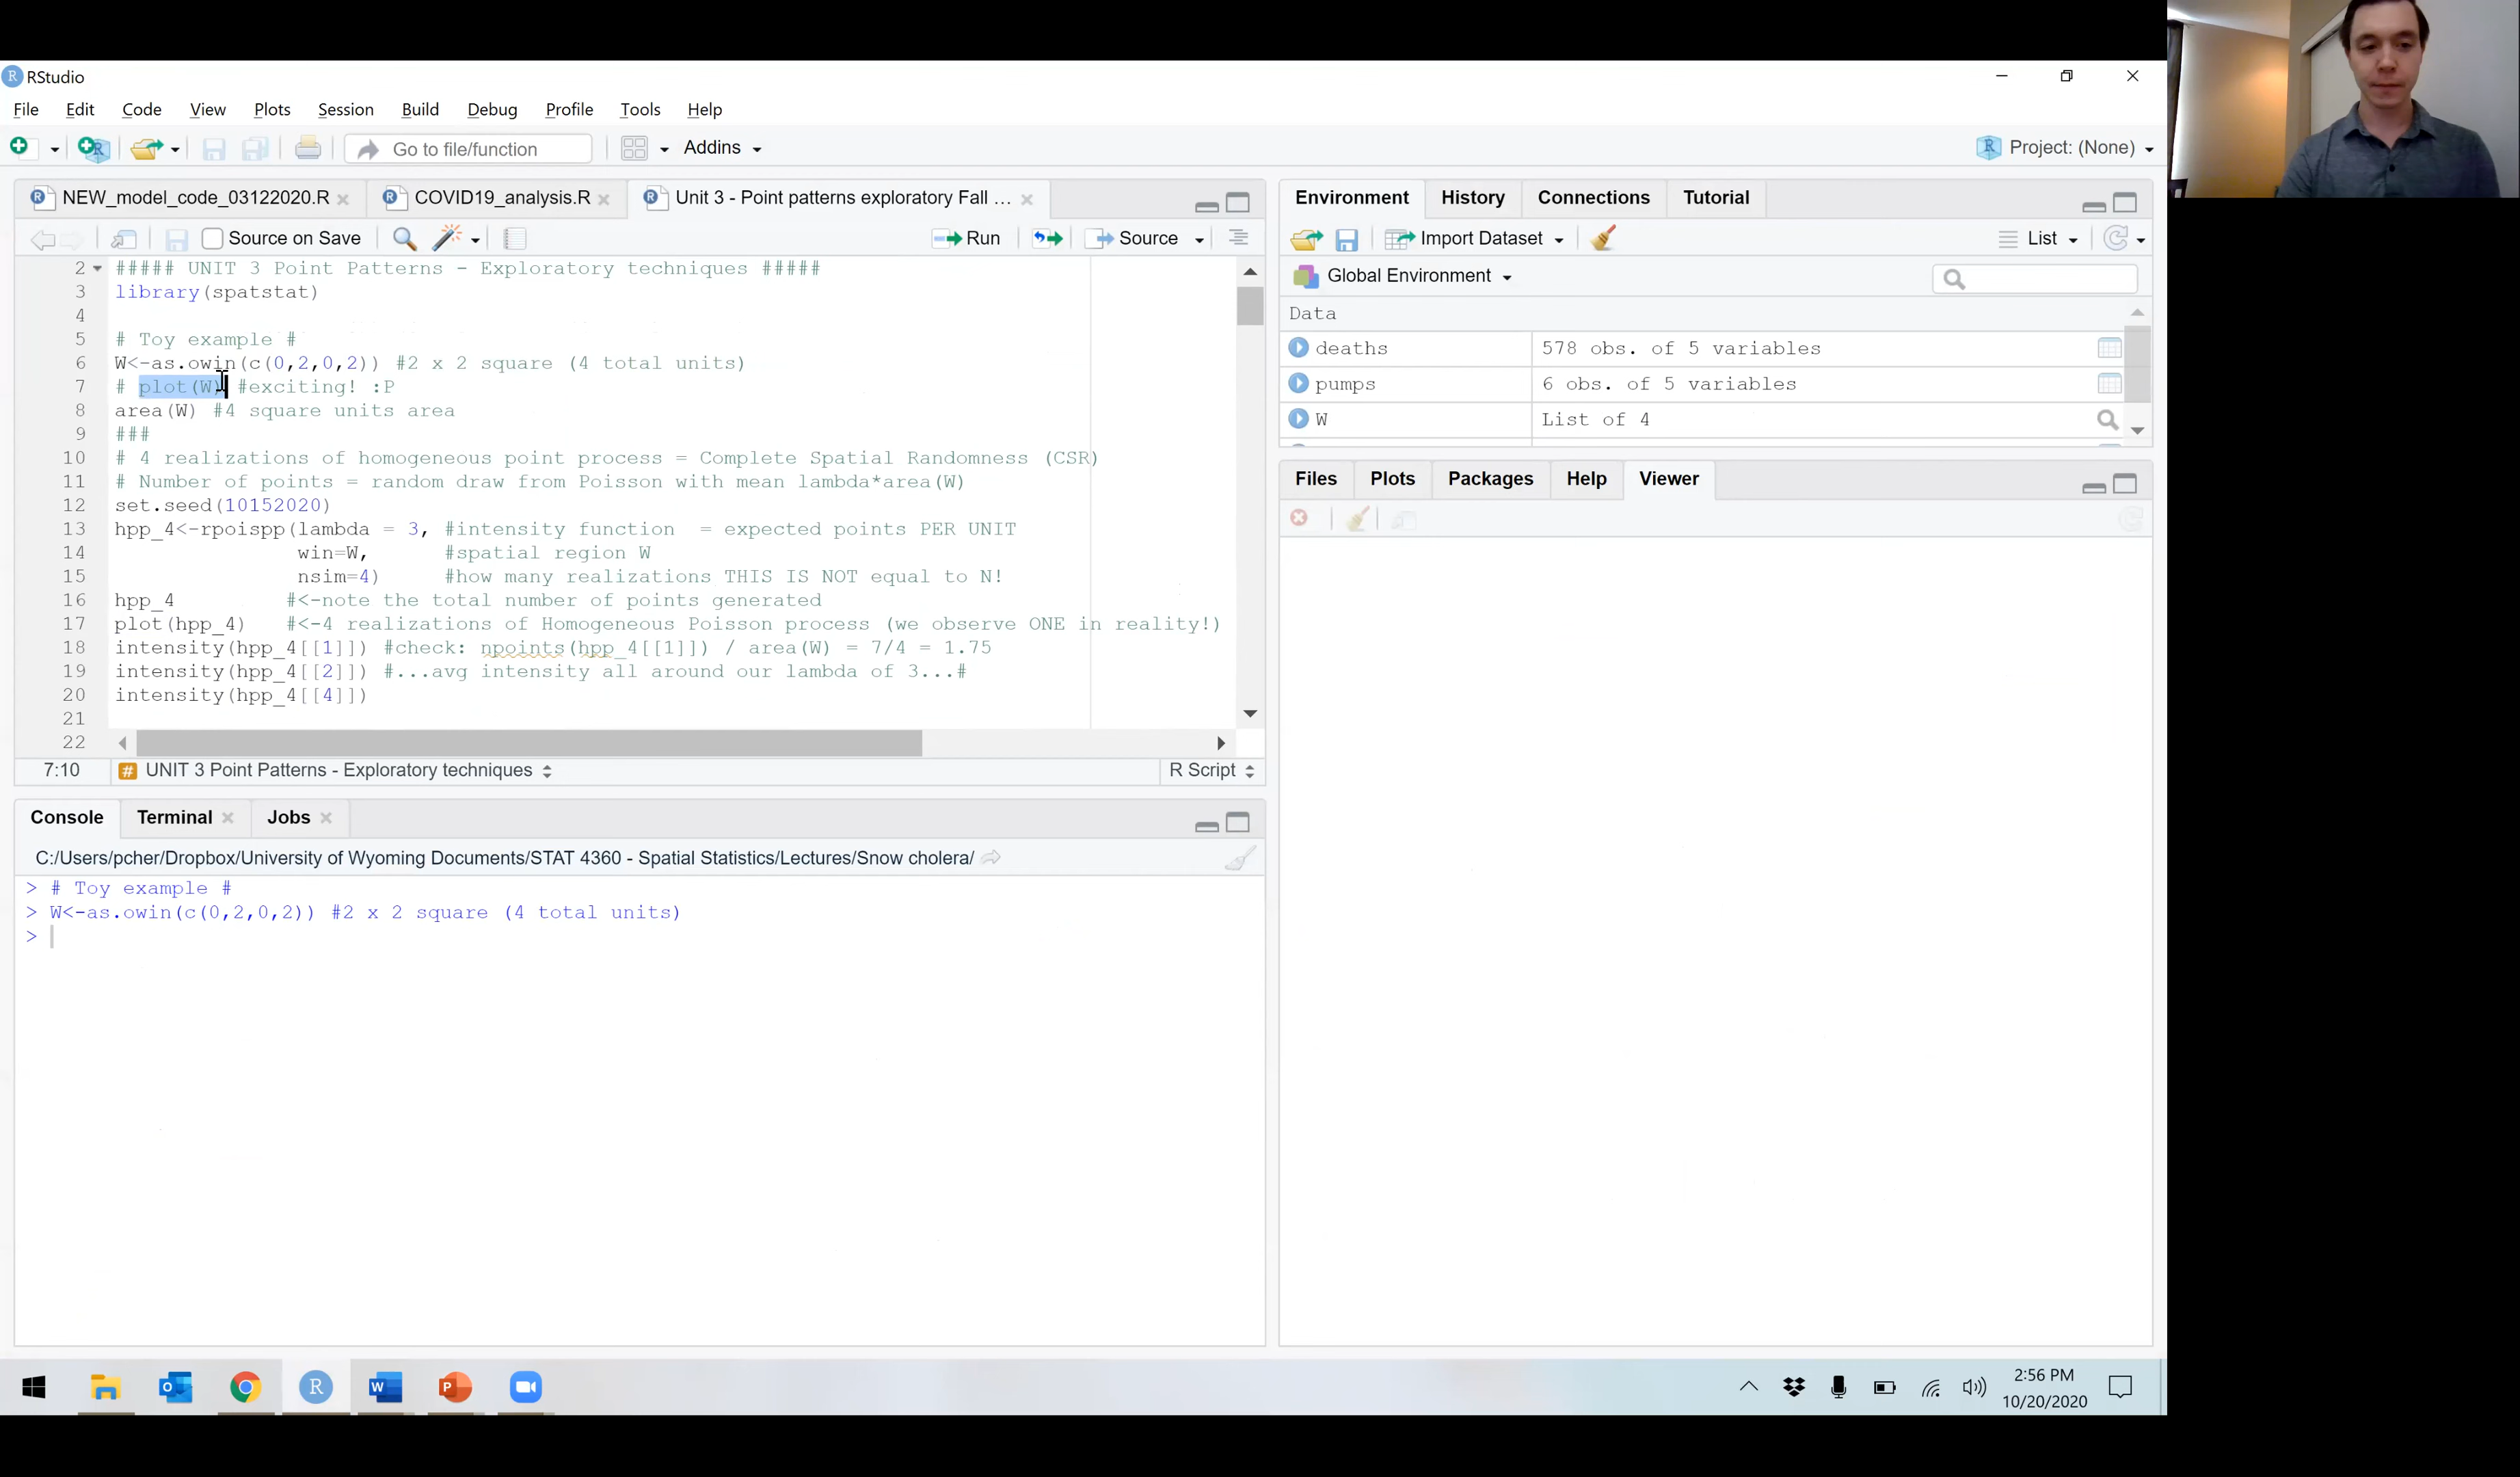 RStudio
File Edit Code View Plots Session Build Debug Profile Tools Help
Go to file/function Addins Project: (None)
NEW_model_code_03122020.R COVID19_analysis.R Unit 3 - Point patterns exploratory Fall ...
Source on Save Run Source
2 ##### UNIT 3 Point Patterns - Exploratory techniques #####
3 library(spatstat)
4
5 # Toy example #
6 W<-as.owin(c(0,2,0,2)) #2 x 2 square (4 total units)
7 # plot(W) #exciting! :P
8 area(W) #4 square units area
9 ###
10 # 4 realizations of homogeneous point process = Complete Spatial Randomness (CSR)
11 # Number of points = random draw from Poisson with mean lambda*area(W)
12 set.seed(10152020)
13 hpp_4<-rpoispp(lambda = 3, #intensity function = expected points PER UNIT
14 win=W, #spatial region W
15 nsim=4) #how many realizations THIS IS NOT equal to N!
16 hpp_4 #<-note the total number of points generated
17 plot(hpp_4) #<-4 realizations of Homogeneous Poisson process (we observe ONE in reality!)
18 intensity(hpp_4[[1]]) #check: npoints(hpp_4[[1]]) / area(W) = 7/4 = 1.75
19 intensity(hpp_4[[2]]) #...avg intensity all around our lambda of 3...#
20 intensity(hpp_4[[4]])
21
22
7:10 UNIT 3 Point Patterns - Exploratory techniques R Script
Console Terminal Jobs
C:/Users/pcher/Dropbox/University of Wyoming Documents/STAT 4360 - Spatial Statistics/Lectures/Snow cholera/
> # Toy example #
> W<-as.owin(c(0,2,0,2)) #2 x 2 square (4 total units)
>
Environment History Connections Tutorial
Import Dataset List
Global Environment
Data
deaths 578 obs. of 5 variables
pumps 6 obs. of 5 variables
W List of 4
Files Plots Packages Help Viewer
2:56 PM
10/20/2020